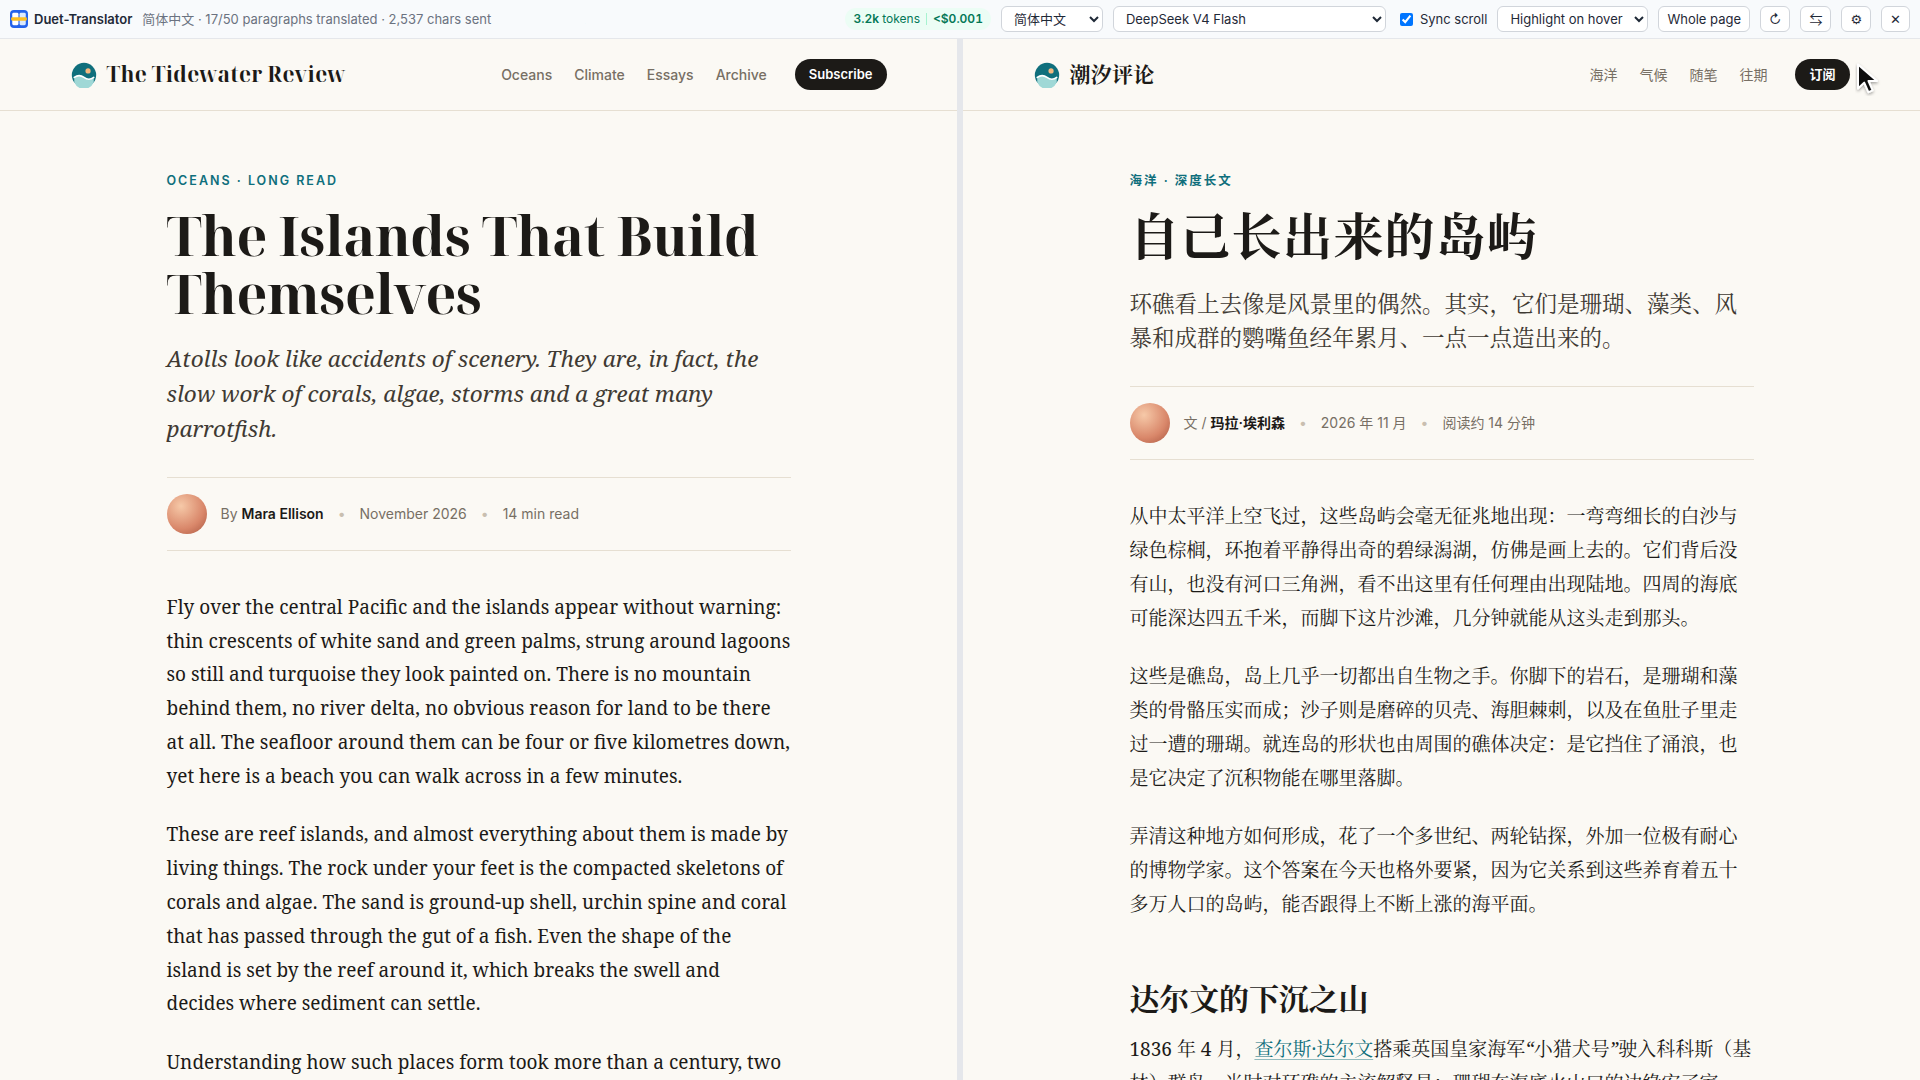 Duet-Translator 简体中文 · 17/50 paragraphs translated · 2,537 chars sent
3.2k tokens | <$0.001 简体中文 DeepSeek V4 Flash Sync scroll Highlight on hover Whole page
The Tidewater Review
Oceans Climate Essays Archive Subscribe
OCEANS · LONG READ
The Islands That Build
Themselves
Atolls look like accidents of scenery. They are, in fact, the
slow work of corals, algae, storms and a great many
parrotfish.
By Mara Ellison • November 2026 • 14 min read
Fly over the central Pacific and the islands appear without warning:
thin crescents of white sand and green palms, strung around lagoons
so still and turquoise they look painted on. There is no mountain
behind them, no river delta, no obvious reason for land to be there
at all. The seafloor around them can be four or five kilometres down,
yet here is a beach you can walk across in a few minutes.
These are reef islands, and almost everything about them is made by
living things. The rock under your feet is the compacted skeletons of
corals and algae. The sand is ground-up shell, urchin spine and coral
that has passed through the gut of a fish. Even the shape of the
island is set by the reef around it, which breaks the swell and
decides where sediment can settle.
Understanding how such places form took more than a century, two
潮汐评论
海洋 气候 随笔 往期 订阅
海洋 · 深度长文
自己长出来的岛屿
环礁看上去像是风景里的偶然。其实，它们是珊瑚、藻类、风
暴和成群的鹦嘴鱼经年累月、一点一点造出来的。
文 / 玛拉·埃利森 • 2026 年 11 月 • 阅读约 14 分钟
从中太平洋上空飞过，这些岛屿会毫无征兆地出现：一弯弯细长的白沙与
绿色棕榈，环抱着平静得出奇的碧绿潟湖，仿佛是画上去的。它们背后没
有山，也没有河口三角洲，看不出这里有任何理由出现陆地。四周的海底
可能深达四五千米，而脚下这片沙滩，几分钟就能从这头走到那头。
这些是礁岛，岛上几乎一切都出自生物之手。你脚下的岩石，是珊瑚和藻
类的骨骼压实而成；沙子则是磨碎的贝壳、海胆棘刺，以及在鱼肚子里走
过一遭的珊瑚。就连岛的形状也由周围的礁体决定：是它挡住了涌浪，也
是它决定了沉积物能在哪里落脚。
弄清这种地方如何形成，花了一个多世纪、两轮钻探，外加一位极有耐心
的博物学家。这个答案在今天也格外要紧，因为它关系到这些养育着五十
多万人口的岛屿，能否跟得上不断上涨的海平面。
达尔文的下沉之山
1836 年 4 月，查尔斯·达尔文搭乘英国皇家海军“小猎犬号”驶入科科斯（基